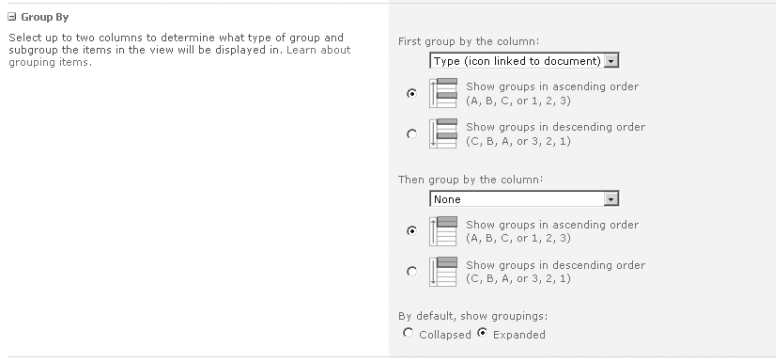 Group By
Select up to two columns to determine what type of group and
subgroup the items in the view will be displayed in. Learn about
grouping items.
First group by the column:
Type (icon linked to document)
Show groups in ascending order
(A, B, C, or 1, 2, 3)
Show groups in descending order
(C, B, A, or 3, 2, 1)
Then group by the column:
None
Show groups in ascending order
(A, B, C, or 1, 2, 3)
Show groups in descending order
(C, B, A, or 3, 2, 1)
By default, show groupings:
Collapsed Expanded